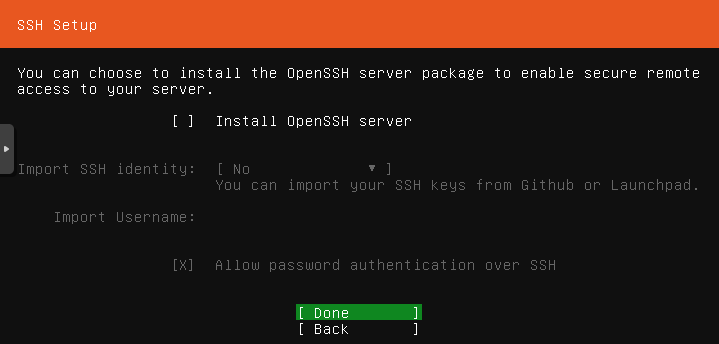 SSH Setup
You can choose to install the OpenSSH server package to enable secure remote
access to your server.
[ ] Install OpenSSH server
Import SSH identity: [ No ▼ ]
You can import your SSH keys from Github or Launchpad.
Import Username:
[X] Allow password authentication over SSH
[ Done ]
[ Back ]